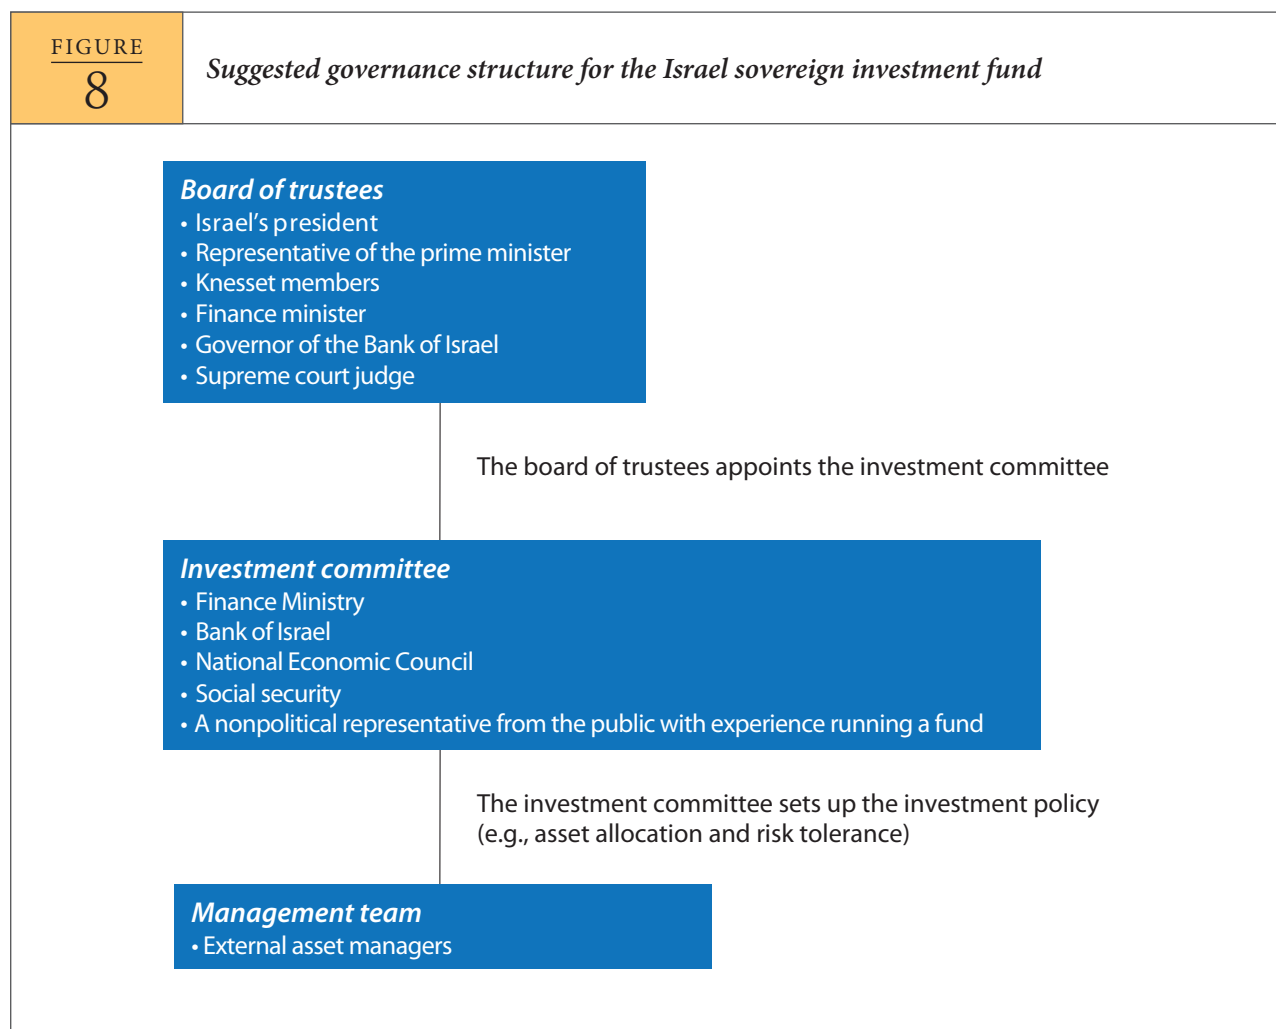 FIGURE
8
Suggested governance structure for the Israel sovereign investment fund
Board of trustees
• Israel's president
• Representative of the prime minister
• Knesset members
• Finance minister
• Governor of the Bank of Israel
• Supreme court judge
The board of trustees appoints the investment committee
Investment committee
• Finance Ministry
• Bank of Israel
• National Economic Council
• Social security
• A nonpolitical representative from the public with experience running a fund
The investment committee sets up the investment policy
(e.g., asset allocation and risk tolerance)
Management team
• External asset managers